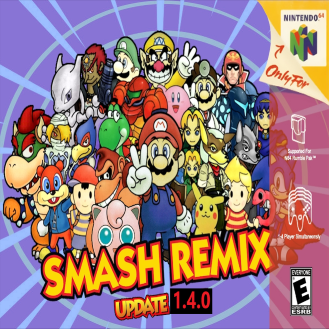 NINTENDO 64
Only For
SMASH REMIX
UPDATE 1.4.0
Supported For
N64 Rumble Pak™
1-4 Player Simultaneously
EVERYONE
E
ESRB